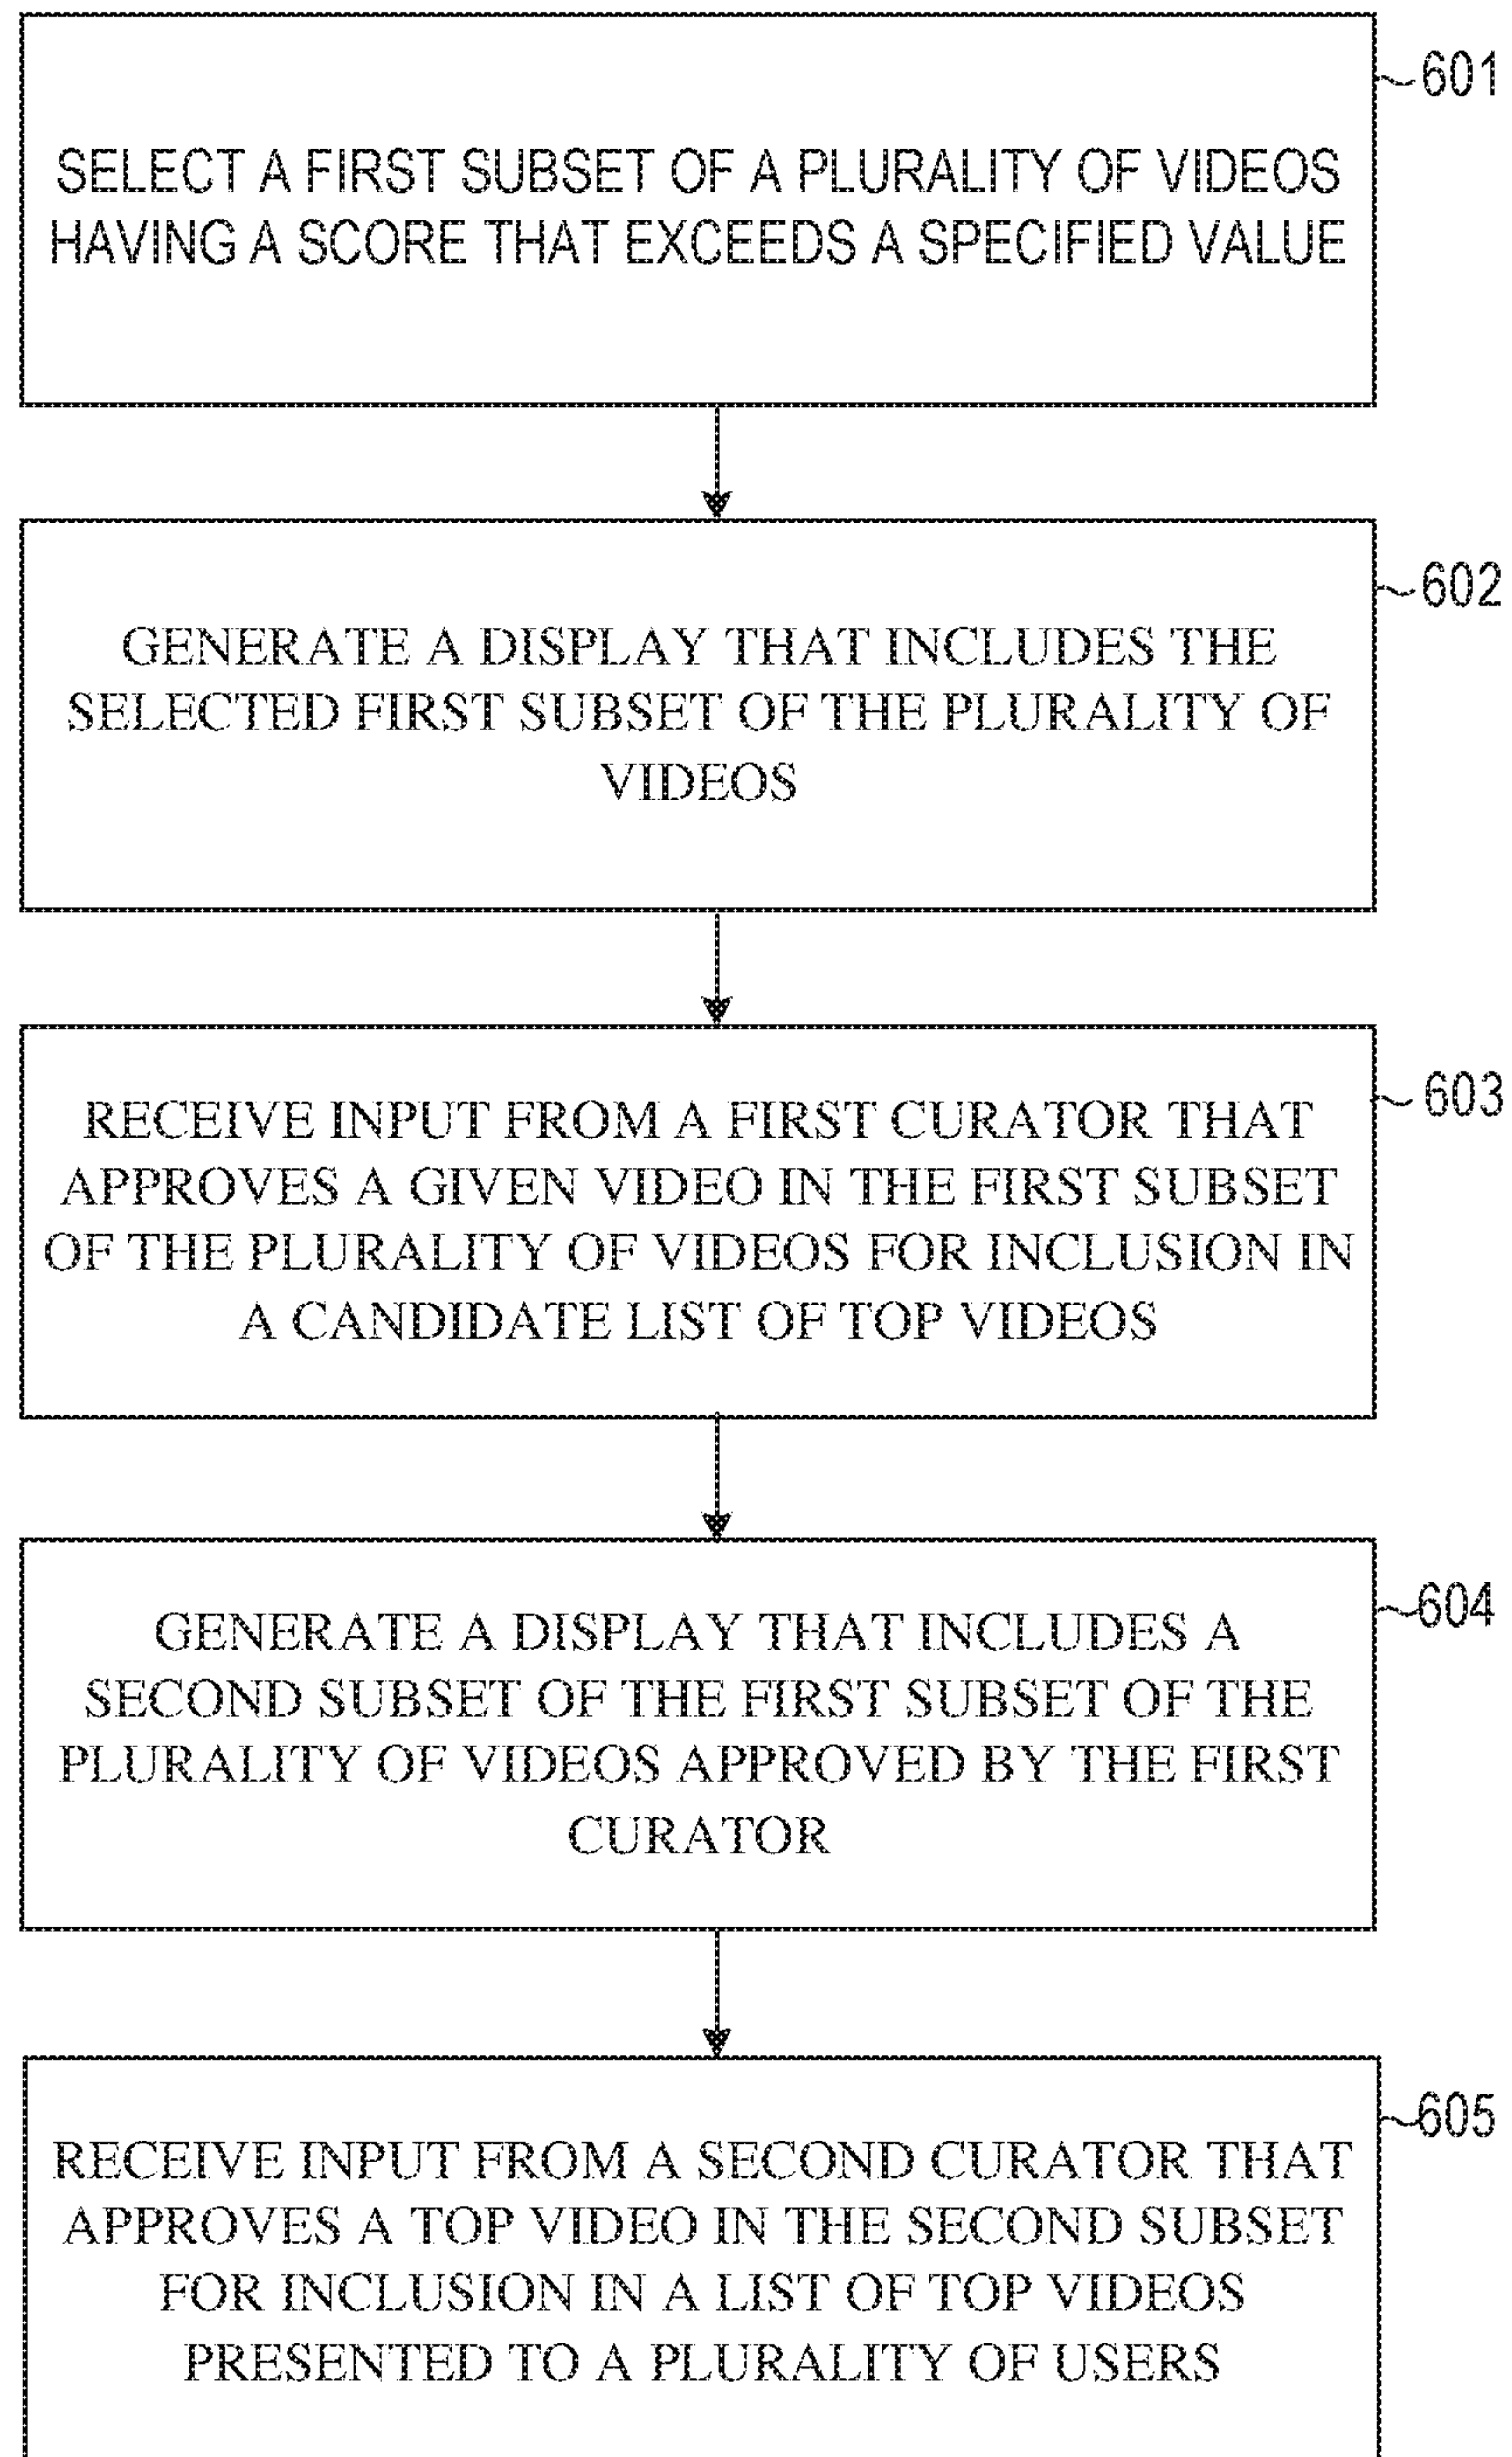 601
SELECT A FIRST SUBSET OF A PLURALITY OF VIDEOS
HAVING A SCORE THAT EXCEEDS A SPECIFIED VALUE
602
GENERATE A DISPLAY THAT INCLUDES THE
SELECTED FIRST SUBSET OF THE PLURALITY OF
VIDEOS
603
RECEIVE INPUT FROM A FIRST CURATOR THAT
APPROVES A GIVEN VIDEO IN THE FIRST SUBSET
OF THE PLURALITY OF VIDEOS FOR INCLUSION IN
A CANDIDATE LIST OF TOP VIDEOS
604
GENERATE A DISPLAY THAT INCLUDES A
SECOND SUBSET OF THE FIRST SUBSET OF THE
PLURALITY OF VIDEOS APPROVED BY THE FIRST
CURATOR
605
RECEIVE INPUT FROM A SECOND CURATOR THAT
APPROVES A TOP VIDEO IN THE SECOND SUBSET
FOR INCLUSION IN A LIST OF TOP VIDEOS
PRESENTED TO A PLURALITY OF USERS